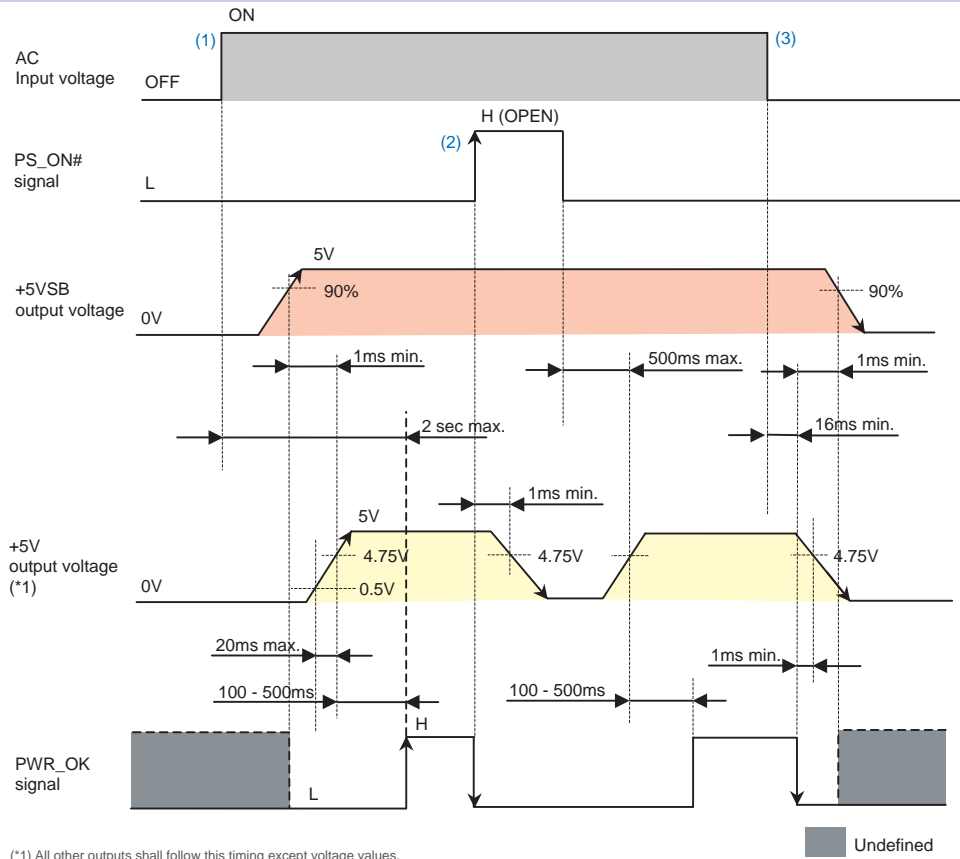 ON
(1)
(3)
AC
Input voltage
OFF
H (OPEN)
(2)
PS_ON#
signal
L
5V
+5VSB
output voltage
90%
90%
0V
1ms min.
500ms max.
1ms min.
2 sec max.
16ms min.
1ms min.
5V
+5V
output voltage
(*1)
4.75V
4.75V
4.75V
0V
0.5V
20ms max.
1ms min.
100 - 500ms
100 - 500ms
H
PWR_OK
signal
L
Undefined
(*1) All other outputs shall follow this timing except voltage values.